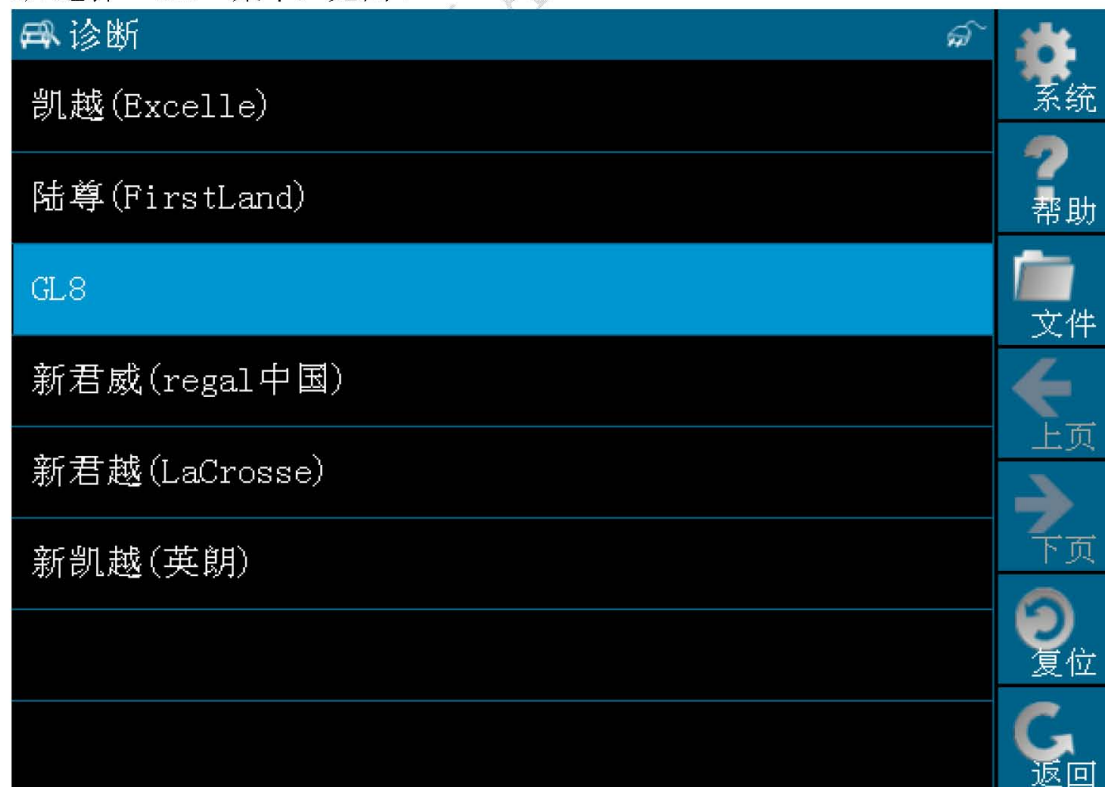 诊断
凯越(Excelle)
陆尊(FirstLand)
GL8
新君威(regal中国)
新君越(LaCrosse)
新凯越(英朗)
系统
帮助
文件
上页
下页
复位
返回